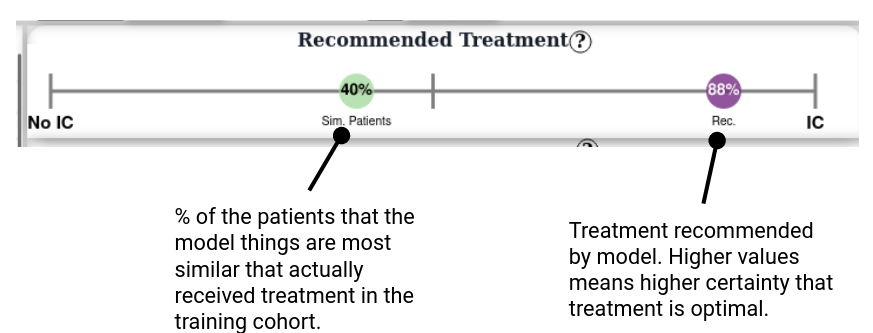 Recommended Treatment?
40%
88%
No IC
Sim. Patients
Rec.
IC
?
% of the patients that the
model things are most
similar that actually
received treatment in the
training cohort.
Treatment recommended
by model. Higher values
means higher certainty that
treatment is optimal.